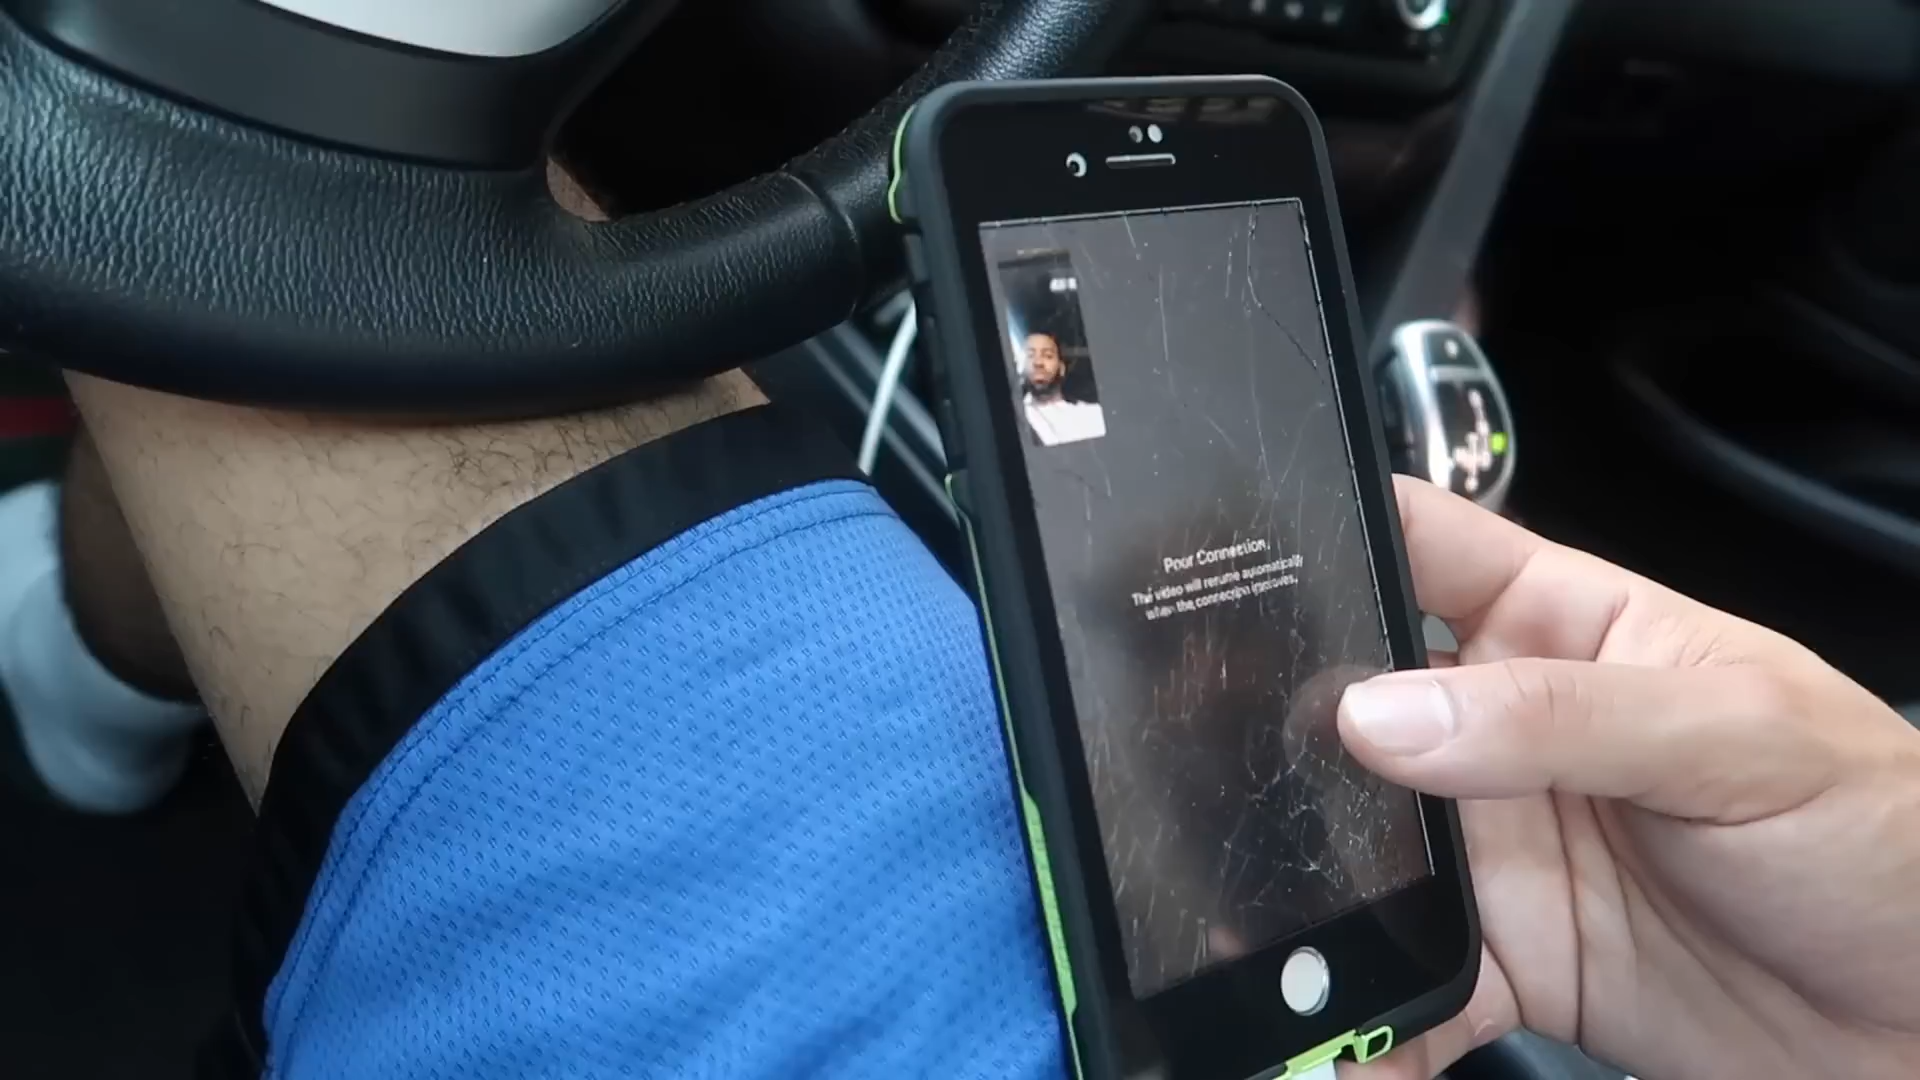 Poor Connection
The video will resume automatically
when the connection improves.